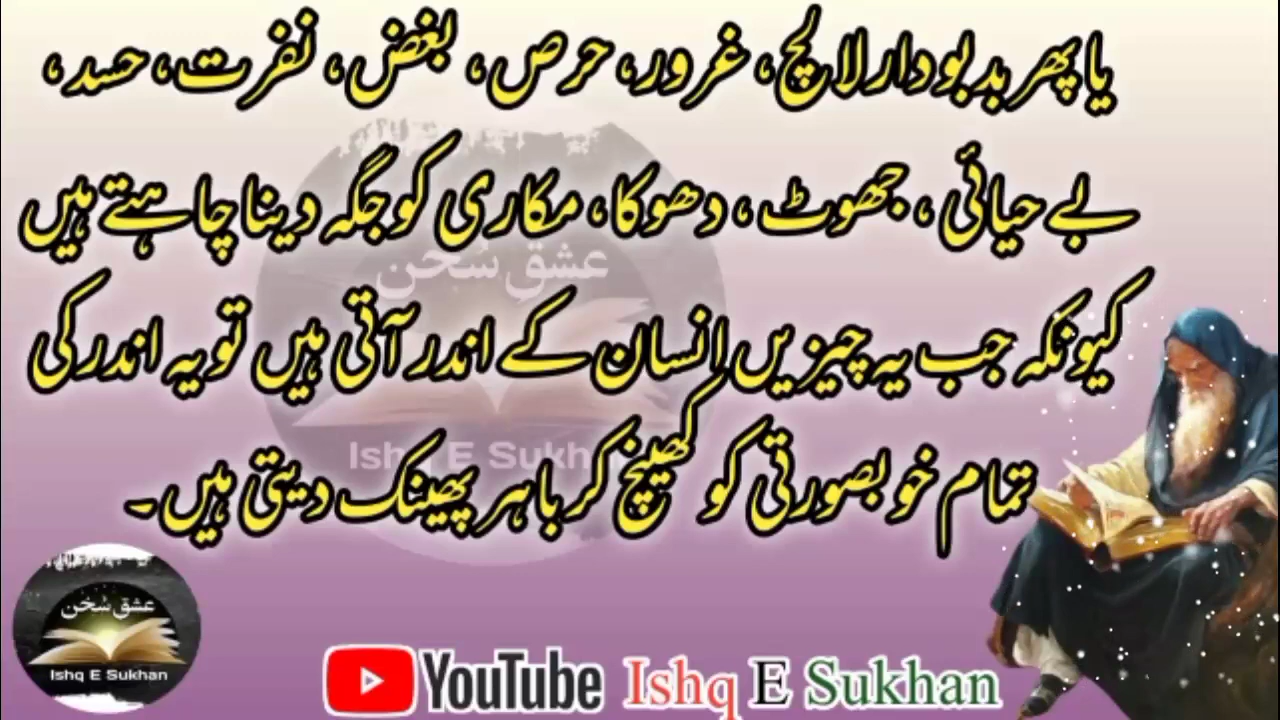 یا پھر بدبودار لالچ، غرور، حرص، بغض، نفرت، حسد،
بے حیائی، جھوٹ، دھوکا، مکاری کو جگہ دینا چاہتے ہیں
کیونکہ جب یہ چیزیں انسان کے اندر آتی ہیں تو یہ اندر کی
تمام خوبصورتی کو کھینچ کر باہر پھینک دیتی ہیں۔
عشقِ سُخن
Ishq E Sukhan
عشق سُخن
Ishq E Sukhan
YouTube Ishq E Sukhan